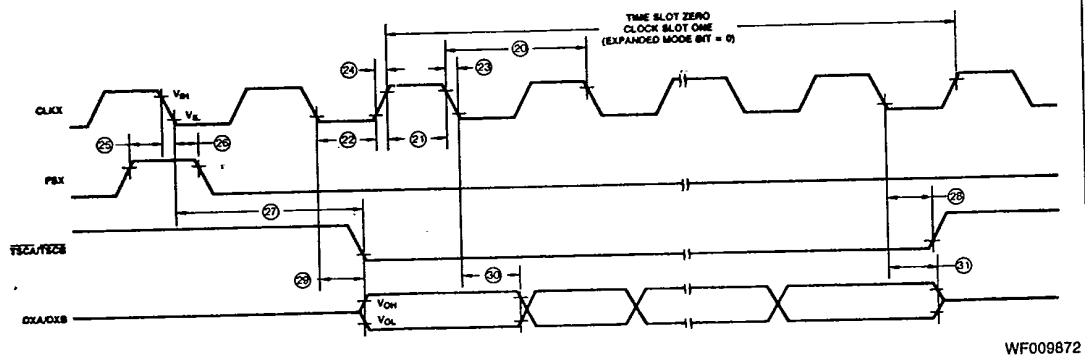 TIME SLOT ZERO
CLOCK SLOT ONE
(EXPANDED MODE BIT = 0)
20
24
23
CLKX
VIH
VIL
25
26
22
21
FSX
27
28
TSCA/TSCB
29
30
31
VOH
DXA/DXB
VOL
WF009872